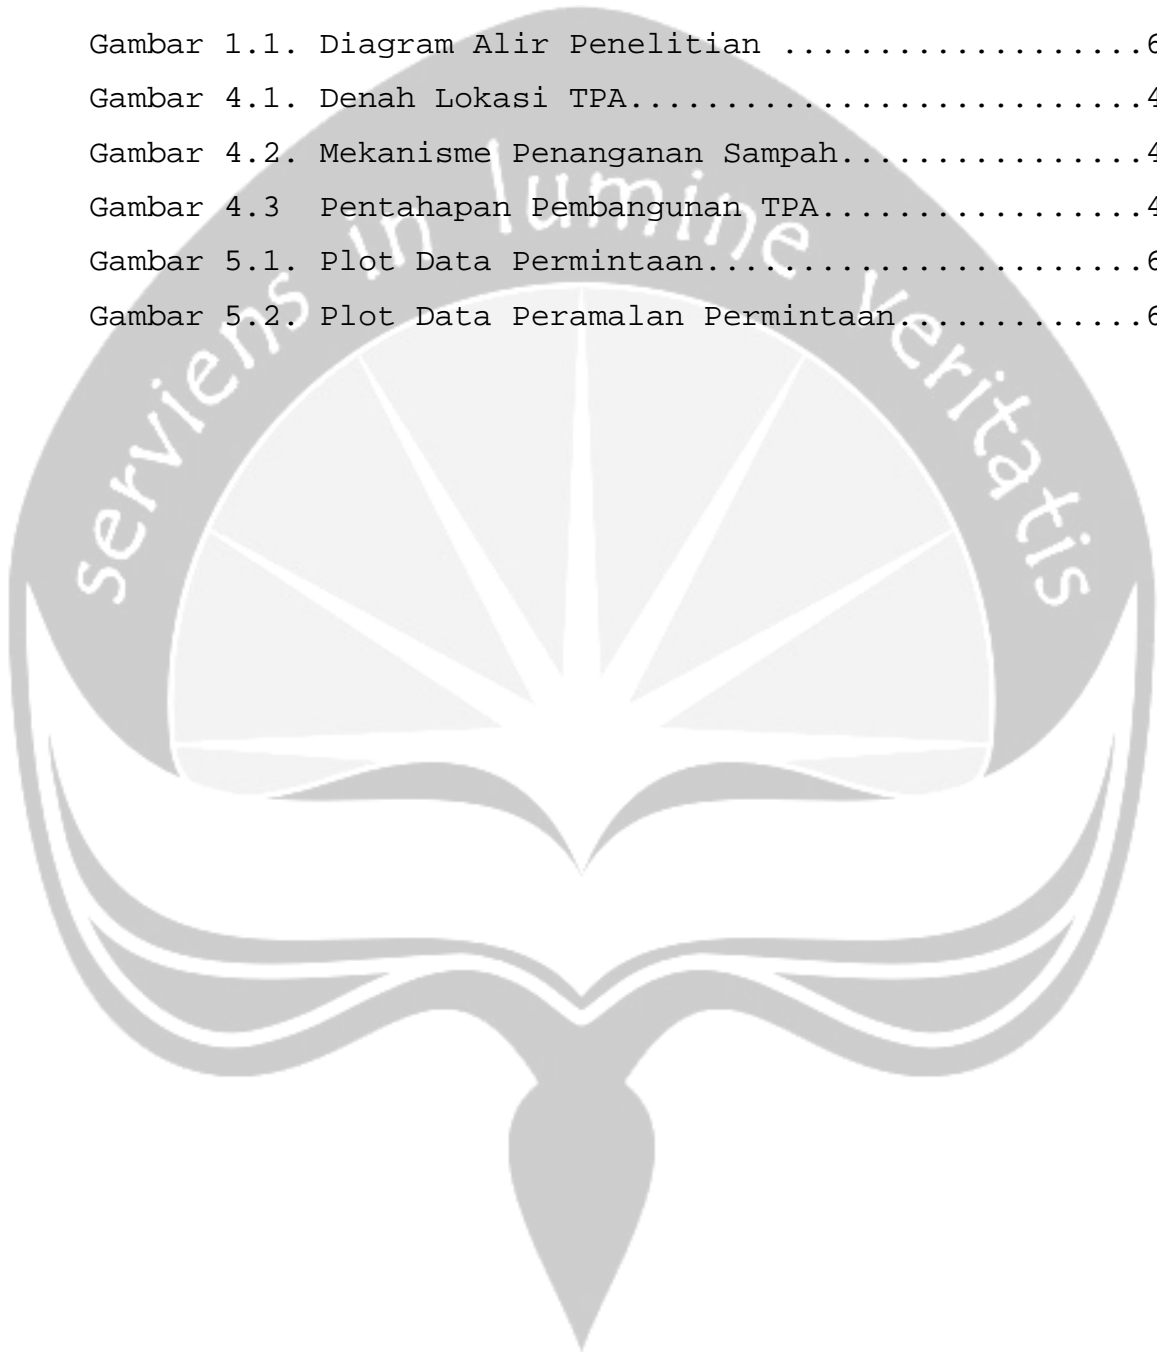 Gambar 1.1. Diagram Alir Penelitian ...................6
Gambar 4.1. Denah Lokasi TPA...........................4
Gambar 4.2. Mekanisme Penanganan Sampah................4
Gambar 4.3  Pentahapan Pembangunan TPA.................4
Gambar 5.1. Plot Data Permintaan.......................6
Gambar 5.2. Plot Data Peramalan Permintaan.............6
serviens in lumine veritatis